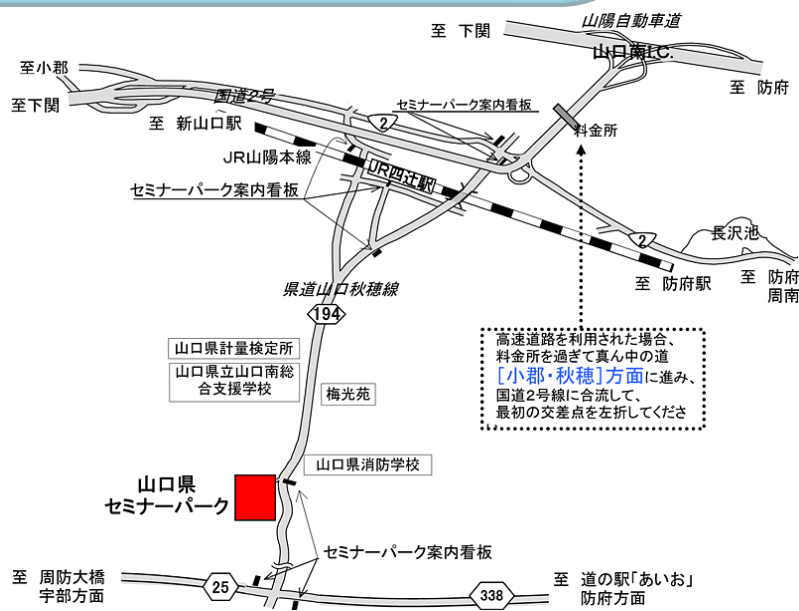 山陽自動車道
至 下関
山口南I.C.
至小郡
至 防府
至下関
国道2号
セミナーパーク案内看板
2
至 新山口駅
料金所
JR山陽本線
JR四辻駅
セミナーパーク案内看板
長沢池
2
至 防府駅
至 防府
周南
県道山口秋穂線
194
高速道路を利用された場合、
料金所を過ぎて真ん中の道
[小郡・秋穂]方面に進み、
国道2号線に合流して、
最初の交差点を左折してくださ
山口県計量検定所
山口県立山口南総
合支援学校
梅光苑
山口県消防学校
山口県
セミナーパーク
セミナーパーク案内看板
至 周防大橋
宇部方面
25
338
至 道の駅「あいお」
防府方面